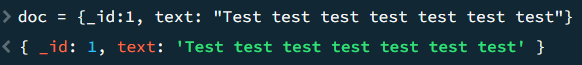 > doc = {_id:1, text: "Test test test test test test test"}
< { _id: 1, text: 'Test test test test test test test' }